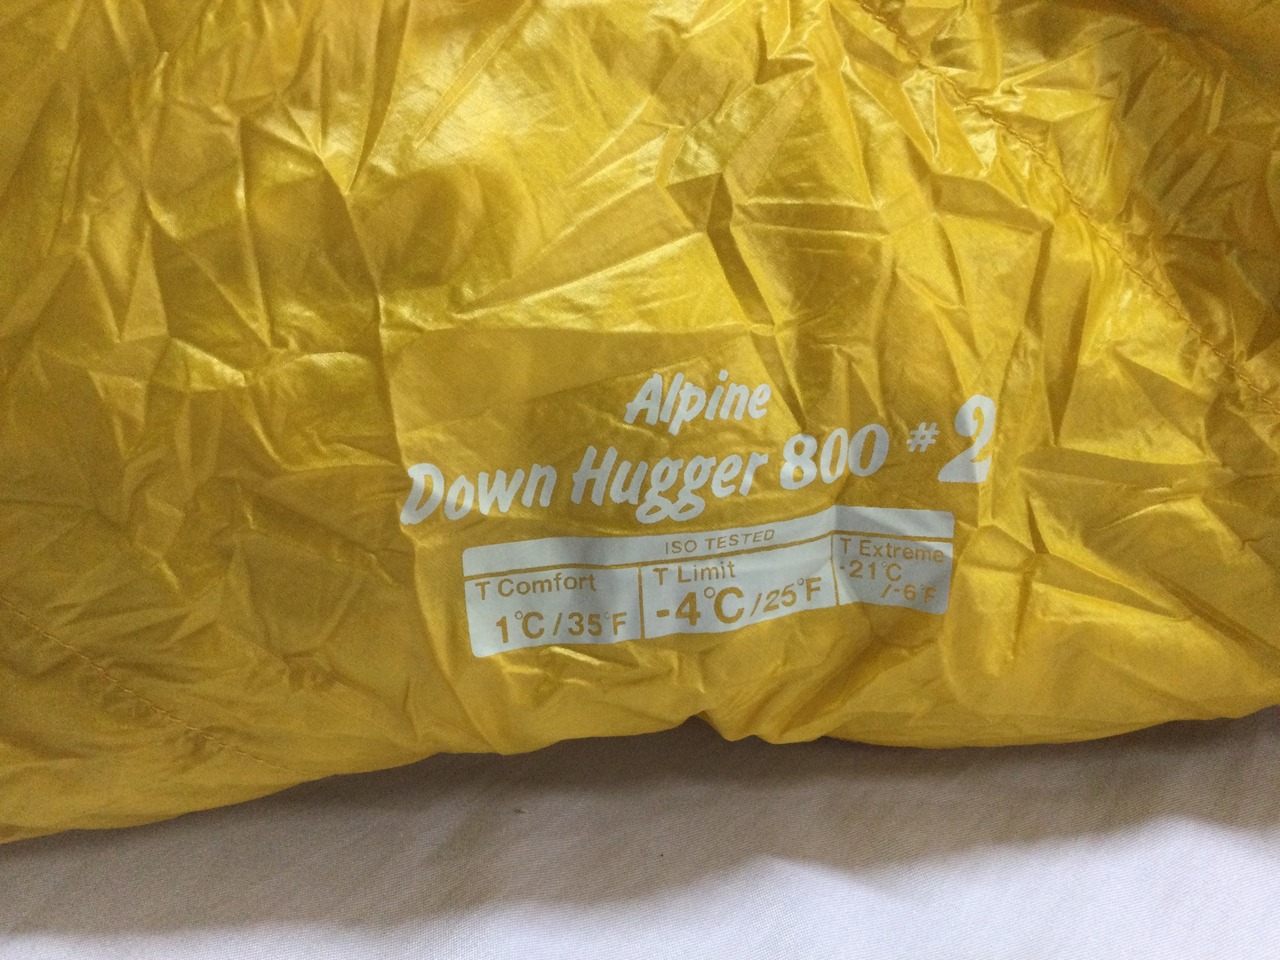 Alpine
Down Hugger 800 #2
ISO TESTED
T Comfort
1°C/35°F
T Limit
-4°C/25°F
T Extreme
-21°C
/-6°F